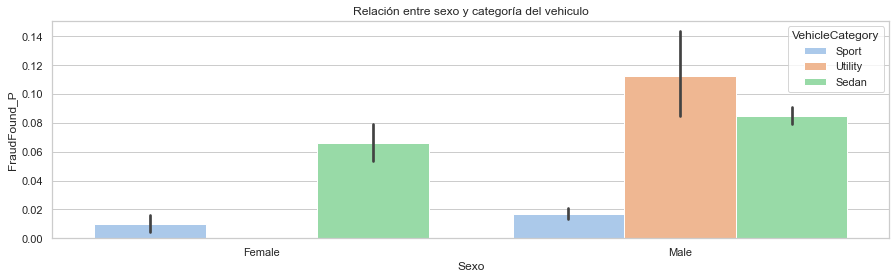 Relación entre sexo y categoría del vehiculo
FraudFound_P
0.14
0.12
0.10
0.08
0.06
0.04
0.02
0.00
VehicleCategory
Sport
Utility
Sedan
Female
Male
Sexo